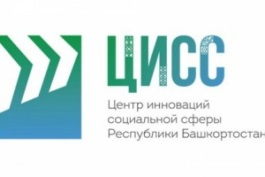 ЦИСС
Центр инноваций
социальной сферы
Республики Башкортостан